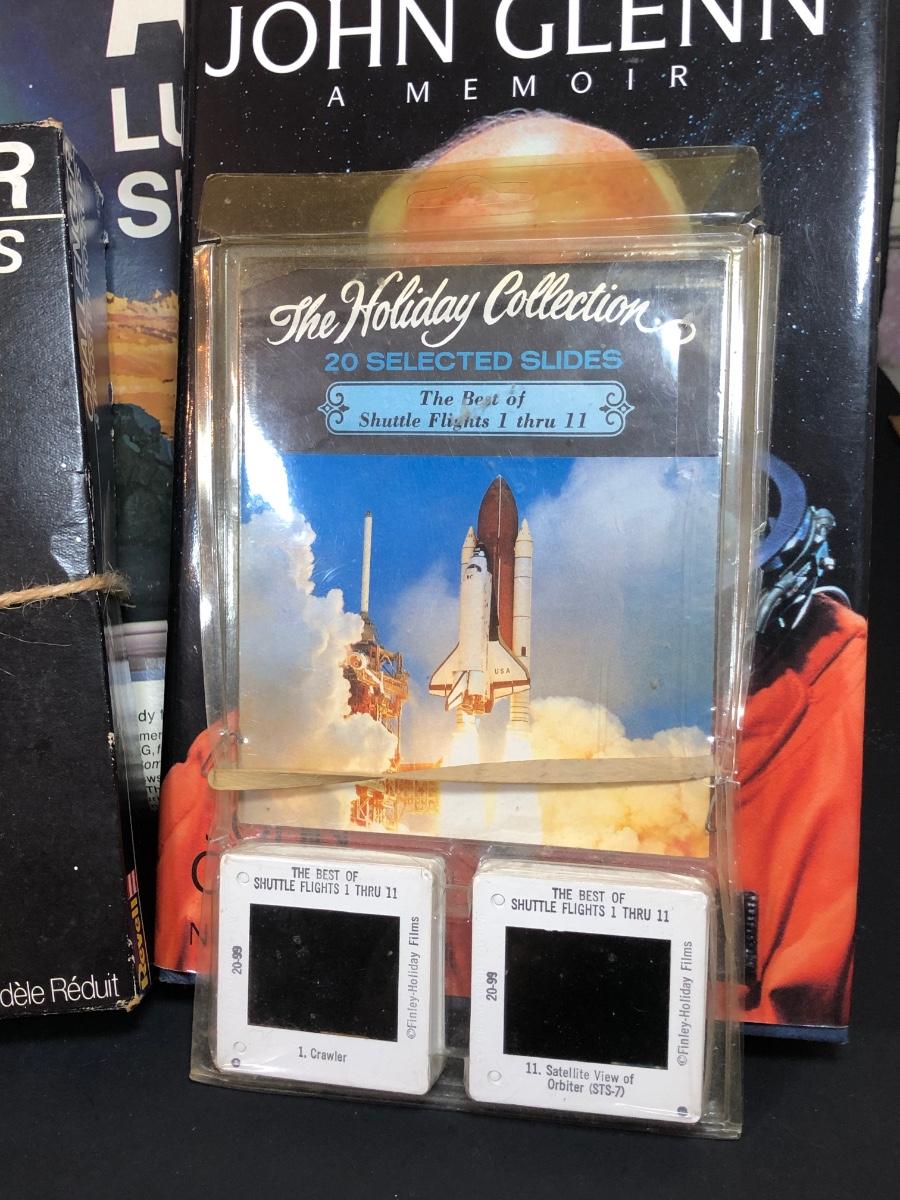 JOHN GLENN
A MEMOIR
LU
S
R
S
The Holiday Collection
20 SELECTED SLIDES
The Best of
Shuttle Flights 1 thru 11
USA
THE BEST OF
SHUTTLE FLIGHTS 1 THRU 11
20-99
©Finley-Holiday Films
1. Crawler
THE BEST OF
SHUTTLE FLIGHTS 1 THRU 11
20-99
©Finley-Holiday Films
11. Satellite View of
Orbiter (STS-7)
Revell
dèle Réduit